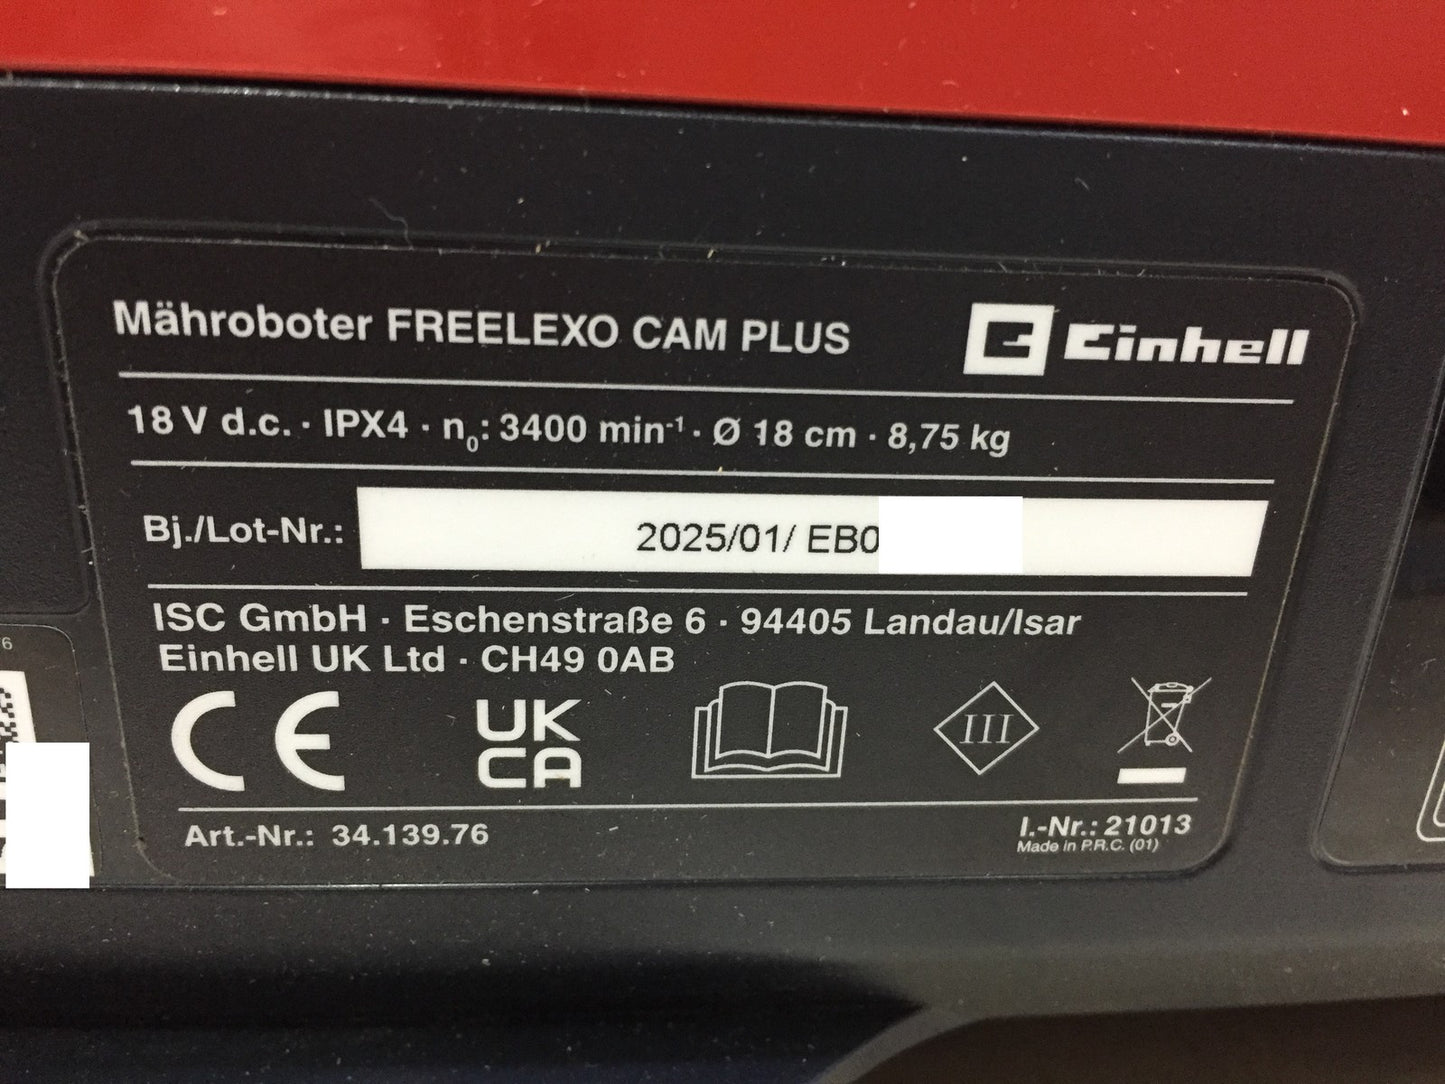 Mähroboter FREELEXO CAM PLUS
Einhell
18 V d.c. · IPX4 · n₀: 3400 min⁻¹ · Ø 18 cm · 8,75 kg
Bj./Lot-Nr.: 2025/01/ EB0
ISC GmbH · Eschenstraße 6 · 94405 Landau/Isar
Einhell UK Ltd · CH49 0AB
CE
UK
CA
III
Art.-Nr.: 34.139.76
I.-Nr.: 21013
Made in P.R.C. (01)
6